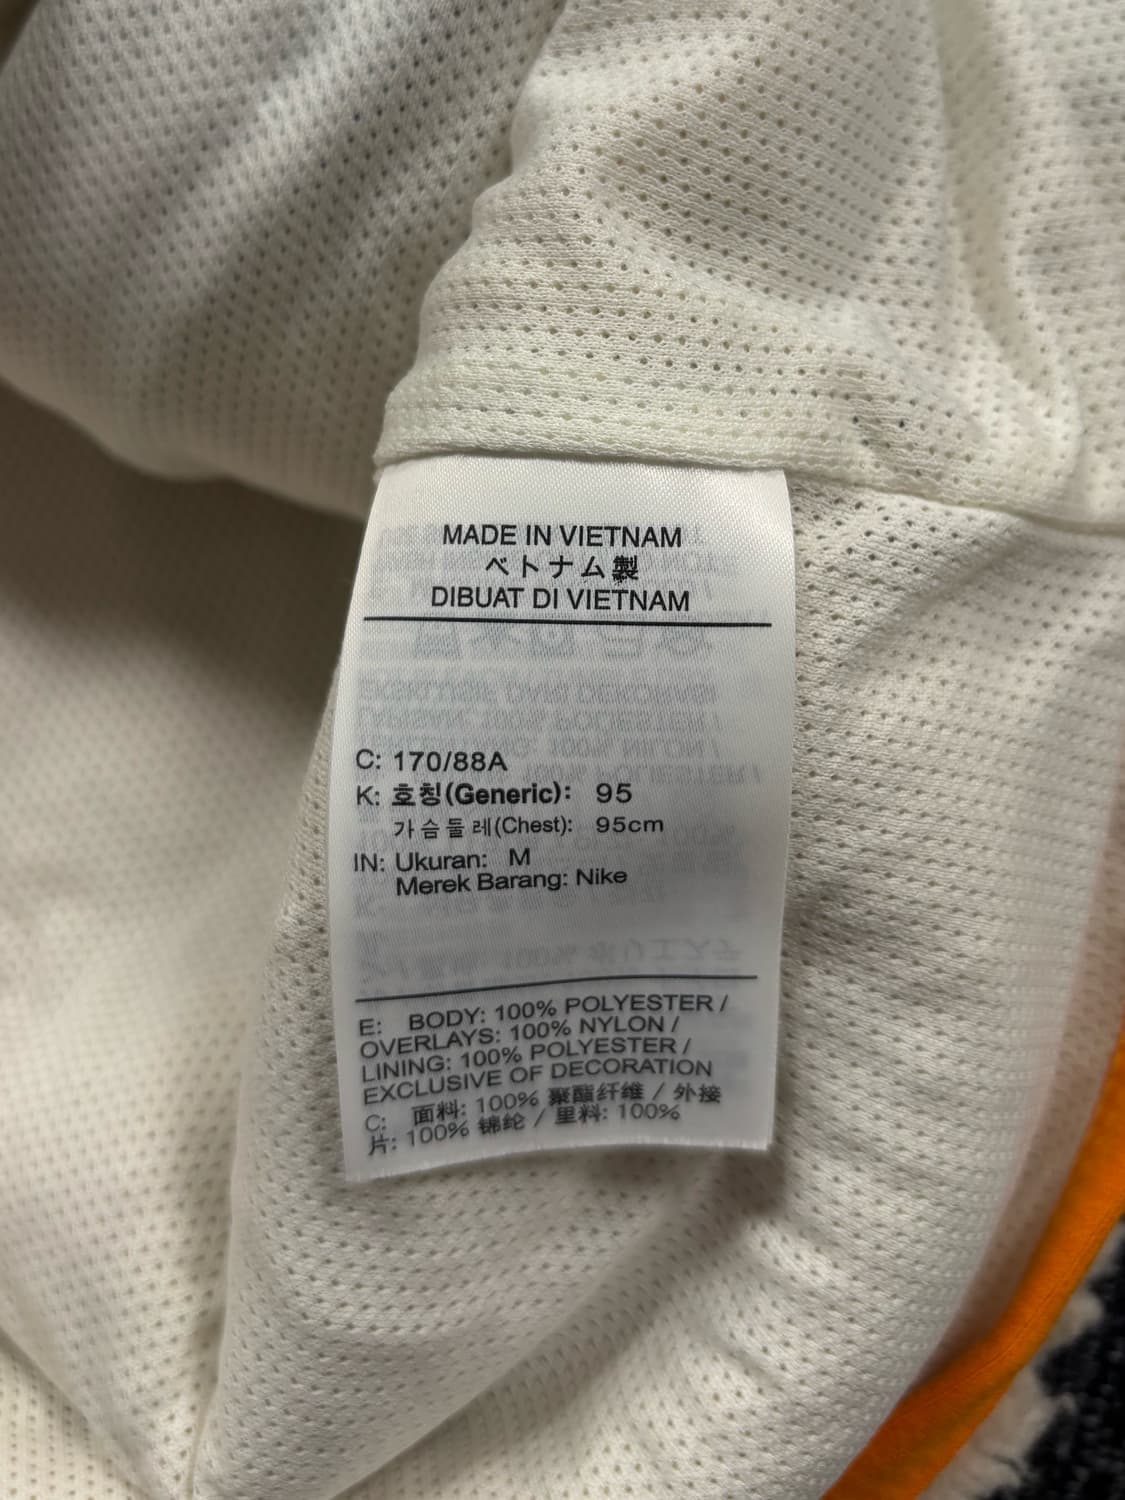 MADE IN VIETNAM
ベトナム製
DIBUAT DI VIETNAM
C: 170/88A
K: 호칭(Generic): 95
가슴둘레(Chest): 95cm
IN: Ukuran: M
Merek Barang: Nike
E: BODY: 100% POLYESTER /
OVERLAYS: 100% NYLON /
LINING: 100% POLYESTER /
EXCLUSIVE OF DECORATION
C: 面料: 100% 聚酯纤维 / 外接
片: 100% 锦纶 / 里料: 100%